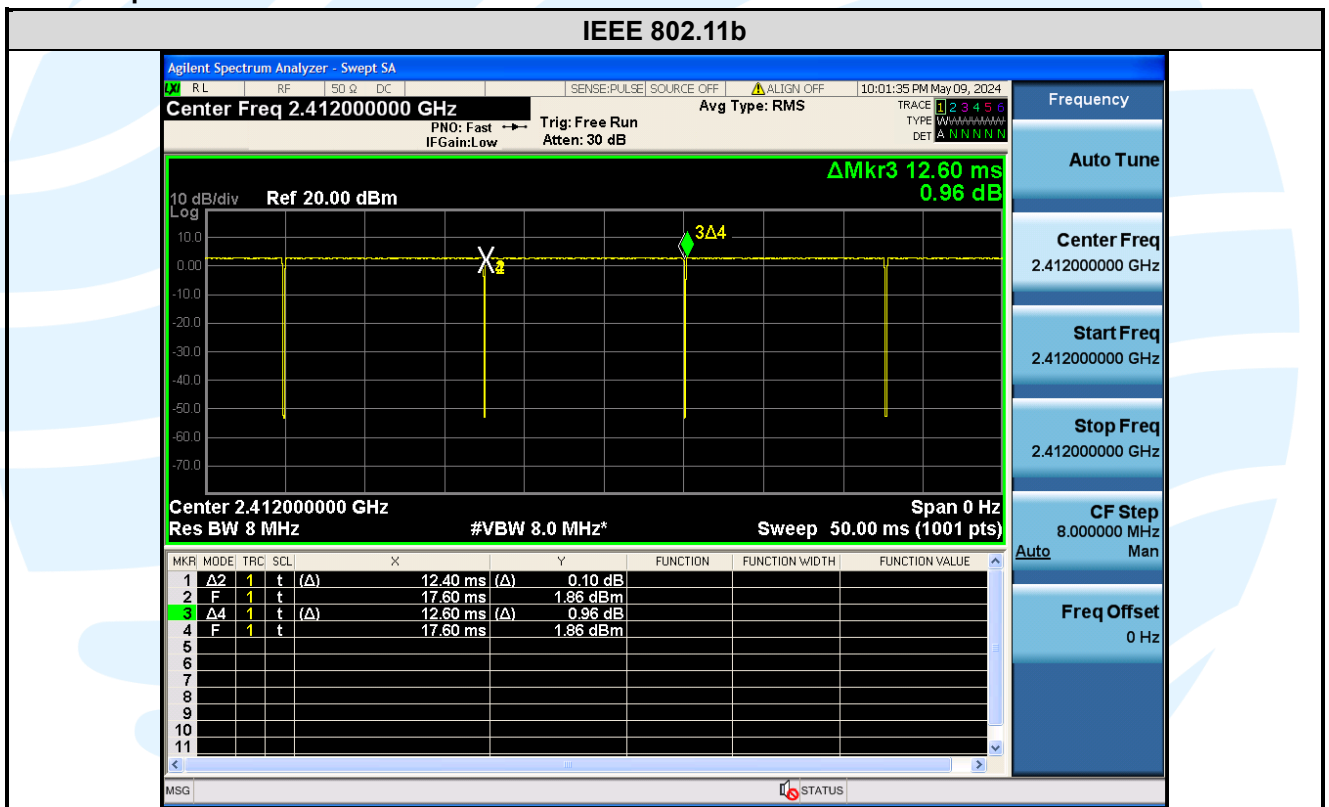 IEEE 802.11b
Agilent Spectrum Analyzer - Swept SA
LXI RL RF 50 Ω DC SENSE:PULSE SOURCE OFF ALIGN OFF 10:01:35 PM May 09, 2024
Center Freq 2.412000000 GHz
PNO: Fast
IFGain:Low
Trig: Free Run
Atten: 30 dB
Avg Type: RMS
TRACE 1 2 3 4 5 6
TYPE
DET A N N N N N
ΔMkr3 12.60 ms
0.96 dB
10 dB/div Ref 20.00 dBm
Log
10.0
0.00
-10.0
-20.0
-30.0
-40.0
-50.0
-60.0
-70.0
3Δ4
Center 2.412000000 GHz Span 0 Hz
Res BW 8 MHz #VBW 8.0 MHz* Sweep 50.00 ms (1001 pts)
MKR MODE TRC SCL X Y FUNCTION FUNCTION WIDTH FUNCTION VALUE
1 Δ2 1 t (Δ) 12.40 ms (Δ) 0.10 dB
2 F 1 t 17.60 ms 1.86 dBm
3 Δ4 1 t (Δ) 12.60 ms (Δ) 0.96 dB
4 F 1 t 17.60 ms 1.86 dBm
5
6
7
8
9
10
11
MSG STATUS
Frequency
Auto Tune
Center Freq
2.412000000 GHz
Start Freq
2.412000000 GHz
Stop Freq
2.412000000 GHz
CF Step
8.000000 MHz
Auto Man
Freq Offset
0 Hz